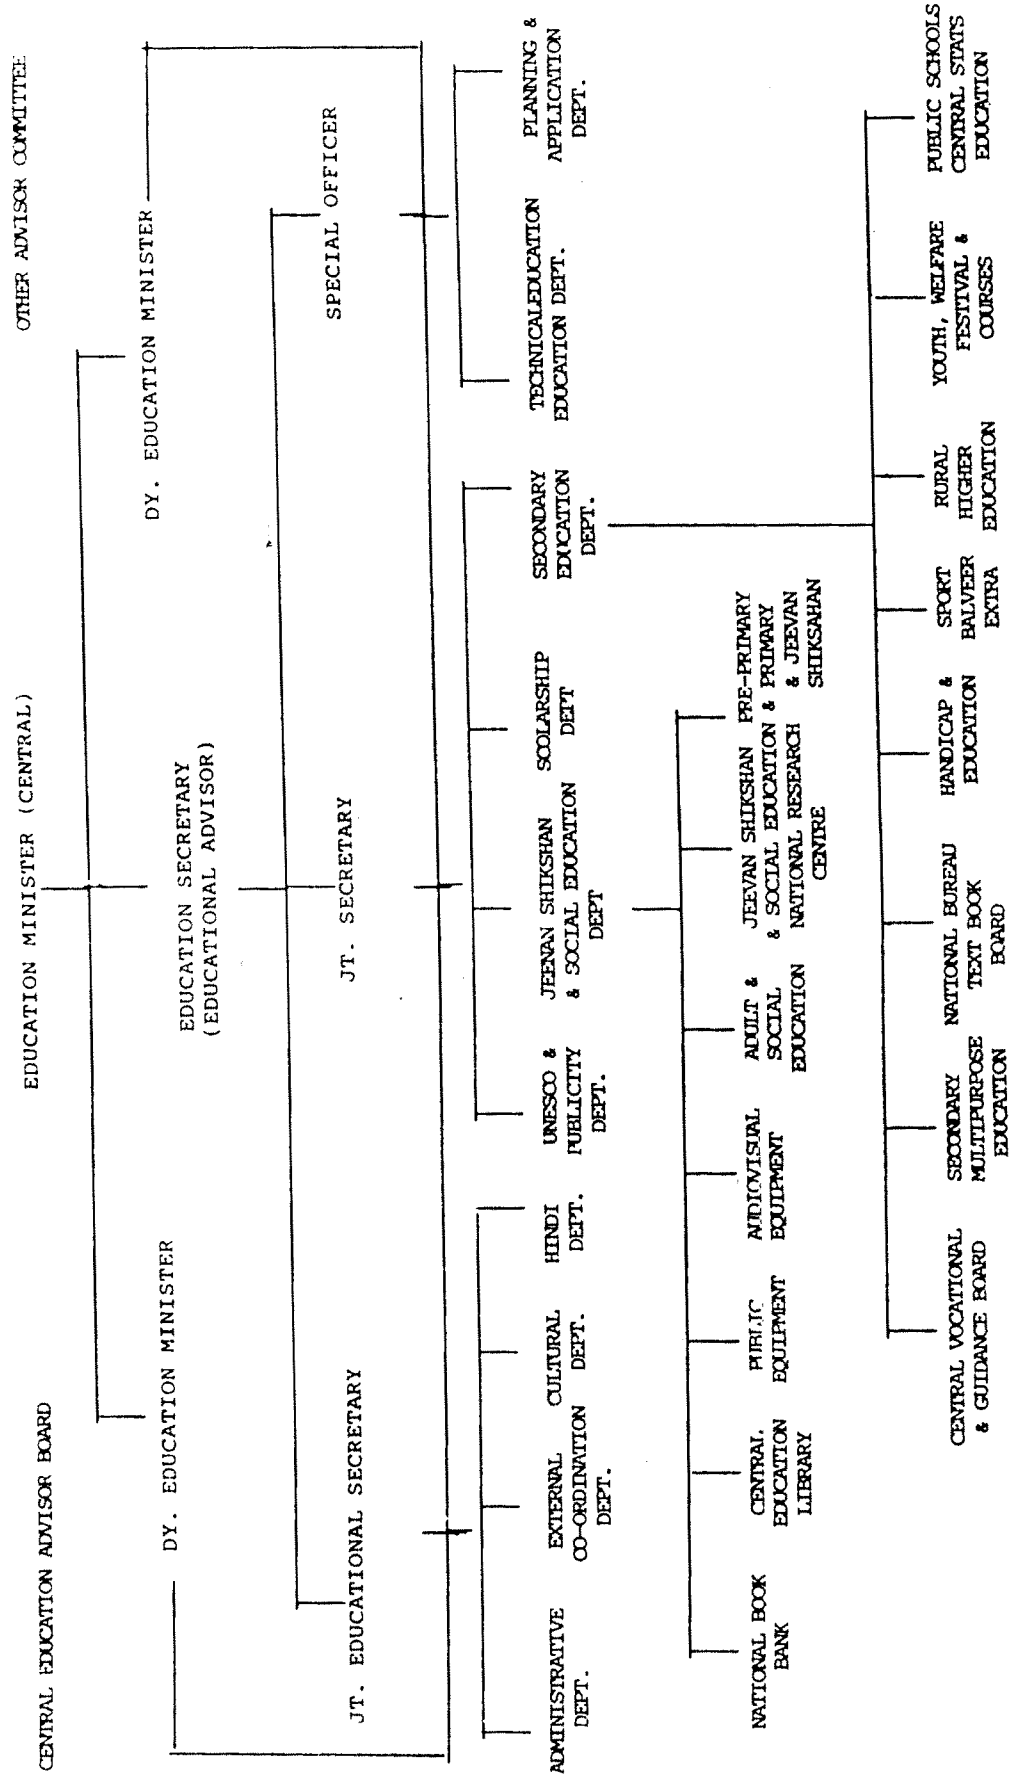 CENTRAL EDUCATION ADVISOR BOARD
EDUCATION MINISTER (CENTRAL)
OTHER ADVISOR COMMITTEE
DY. EDUCATION MINISTER
EDUCATION SECRETARY
(EDUCATIONAL ADVISOR)
DY. EDUCATION MINISTER
JT. EDUCATIONAL SECRETARY
JT. SECRETARY
SPECIAL OFFICER
ADMINISTRATIVE
DEPT.
EXTERNAL
CO-ORDINATION
DEPT.
CULTURAL
DEPT.
HINDI
DEPT.
UNESCO &
PUBLICITY
DEPT.
JEENAN SHIKSHAN
& SOCIAL EDUCATION
DEPT
SCOLARSHIP
DEPT
SECONDARY
EDUCATION
DEPT.
TECHNICALEDUCATION
EDUCATION DEPT.
PLANNING &
APPLICATION
DEPT.
NATIONAL BOOK
BANK
CENTRAL
EDUCATION
LIBRARY
PUBLIC
EQUIPMENT
AUDIOVISUAL
EQUIPMENT
ADULT &
SOCIAL
EDUCATION
JEEVAN SHIKSHAN
& SOCIAL EDUCATION
NATIONAL RESEARCH
CENTRE
PRE-PRIMARY
& PRIMARY
& JEEVAN
SHIKSAHAN
CENTRAL VOCATIONAL
& GUIDANCE BOARD
SECONDARY
MULTIPURPOSE
EDUCATION
NATIONAL BUREAU
TEXT BOOK
BOARD
HANDICAP &
EDUCATION
SPORT
BALVEER
EXTRA
RURAL
HIGHER
EDUCATION
YOUTH, WELFARE
FESTIVAL &
COURSES
PUBLIC SCHOOLS
CENTRAL STATS
EDUCATION